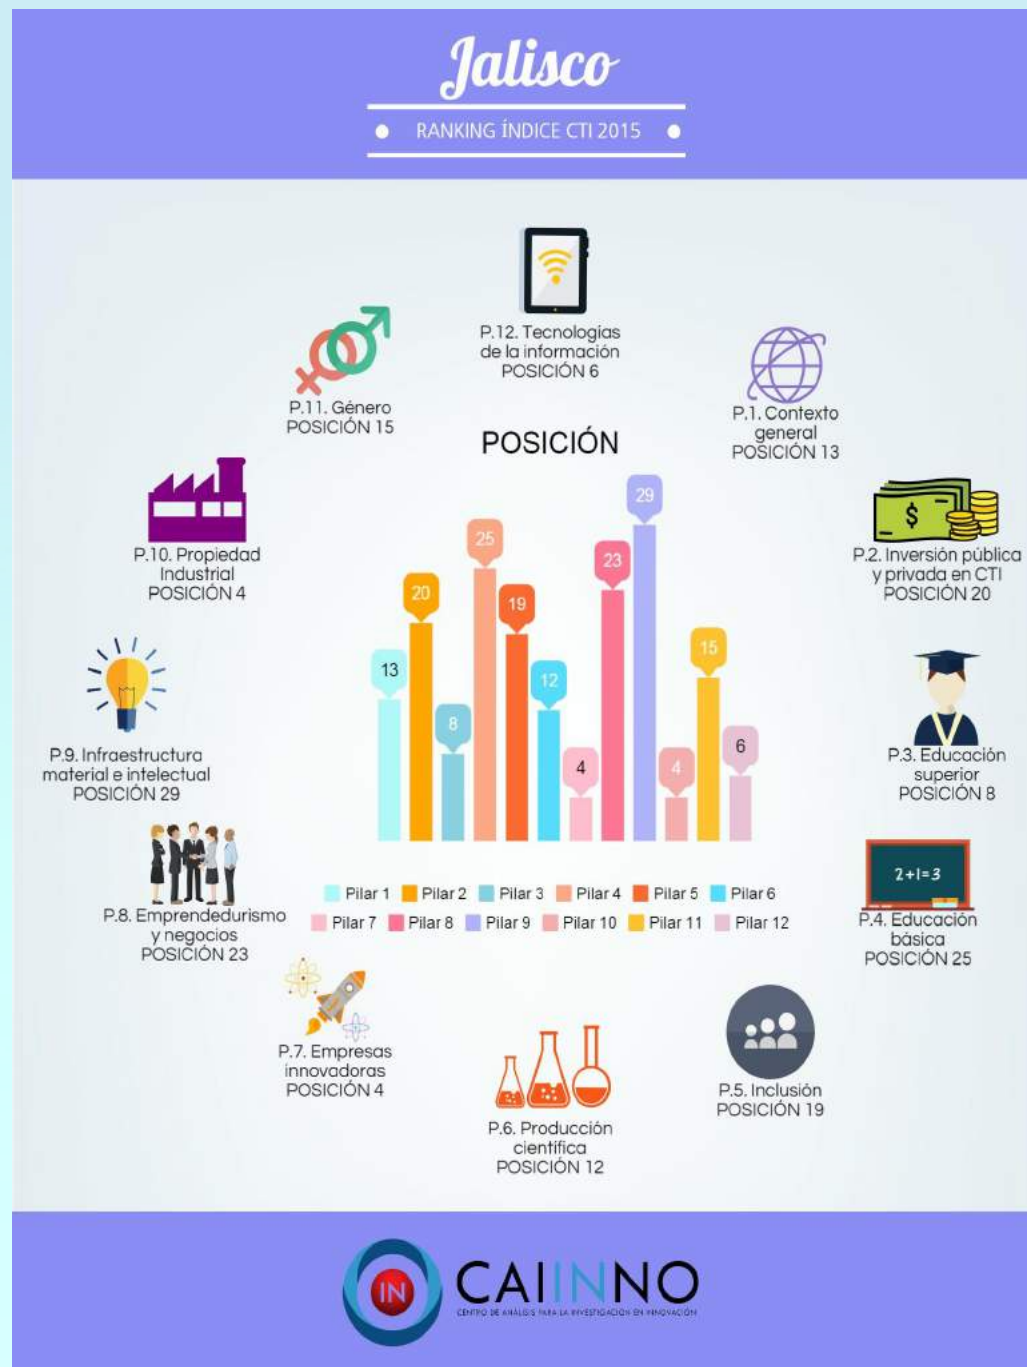 Jalisco
RANKING ÍNDICE CTI 2015
P.12. Tecnologías
de la información
POSICIÓN 6
P.11. Género
POSICIÓN 15
P.1. Contexto
general
POSICIÓN 13
POSICIÓN
P.10. Propiedad
Industrial
POSICIÓN 4
$
P.2. Inversión pública
y privada en CTI
POSICIÓN 20
13
20
8
25
19
12
4
23
29
4
15
6
P.9. Infraestructura
material e intelectual
POSICIÓN 29
P.3. Educación
superior
POSICIÓN 8
2+1=3
Pilar 1 Pilar 2 Pilar 3 Pilar 4 Pilar 5 Pilar 6
Pilar 7 Pilar 8 Pilar 9 Pilar 10 Pilar 11 Pilar 12
P.8. Emprendedurismo
y negocios
POSICIÓN 23
P.4. Educación
básica
POSICIÓN 25
P.7. Empresas
innovadoras
POSICIÓN 4
P.5. Inclusión
POSICIÓN 19
P.6. Producción
científica
POSICIÓN 12
IN
CAIINNO
CENTRO DE ANÁLISIS PARA LA INVESTIGACIÓN EN INNOVACIÓN